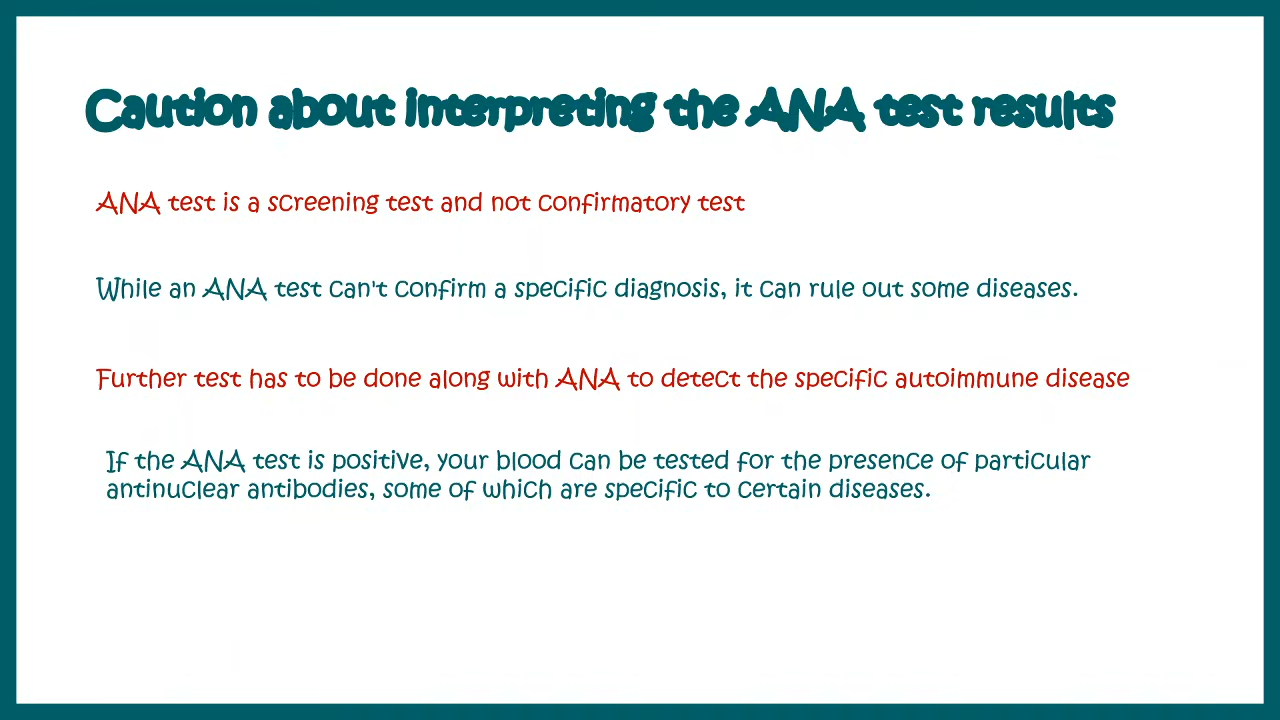 Caution about interpreting the ANA test results
ANA test is a screening test and not confirmatory test
While an ANA test can't confirm a specific diagnosis, it can rule out some diseases.
Further test has to be done along with ANA to detect the specific autoimmune disease
If the ANA test is positive, your blood can be tested for the presence of particular
antinuclear antibodies, some of which are specific to certain diseases.